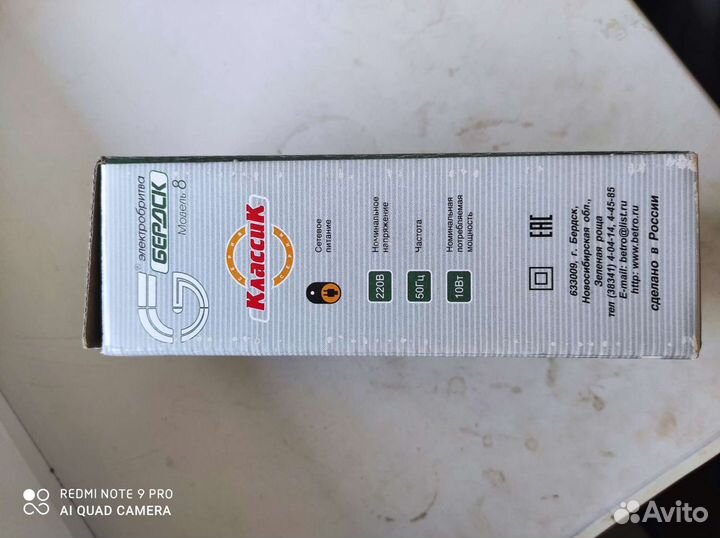 электробритва
БЕРДСК®
Модель 8
СЕРИЯ
Классик
СЕРИЯ
Сетевое
питание
220В
Номинальное
напряжение
50Гц
Частота
10Вт
Номинальная
потребляемая
мощность
EAC
633009, г. Бердск,
Новосибирская обл.,
Зеленая роща
тел (38341) 4-04-14, 4-45-85
E-mail: betro@list.ru
http: www.betro.ru
сделано в России
REDMI NOTE 9 PRO
AI QUAD CAMERA
Avito